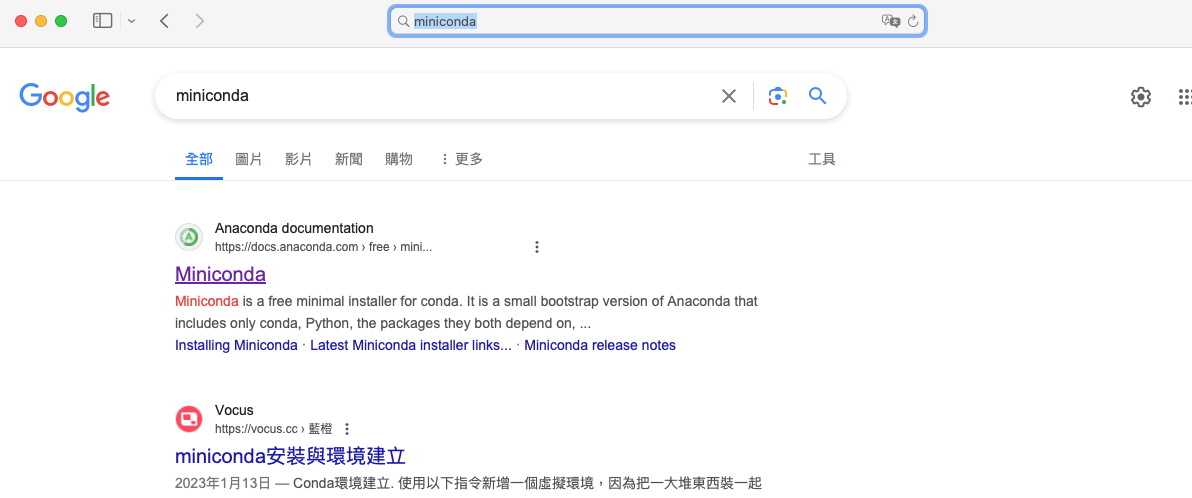 miniconda
Google
miniconda
全部 圖片 影片 新聞 購物 更多 工具
Anaconda documentation
https://docs.anaconda.com › free › mini...
Miniconda
Miniconda is a free minimal installer for conda. It is a small bootstrap version of Anaconda that
includes only conda, Python, the packages they both depend on, ...
Installing Miniconda · Latest Miniconda installer links... · Miniconda release notes
Vocus
https://vocus.cc › 藍橙
miniconda安裝與環境建立
2023年1月13日 — Conda環境建立. 使用以下指令新增一個虛擬環境，因為把一大堆東西裝一起